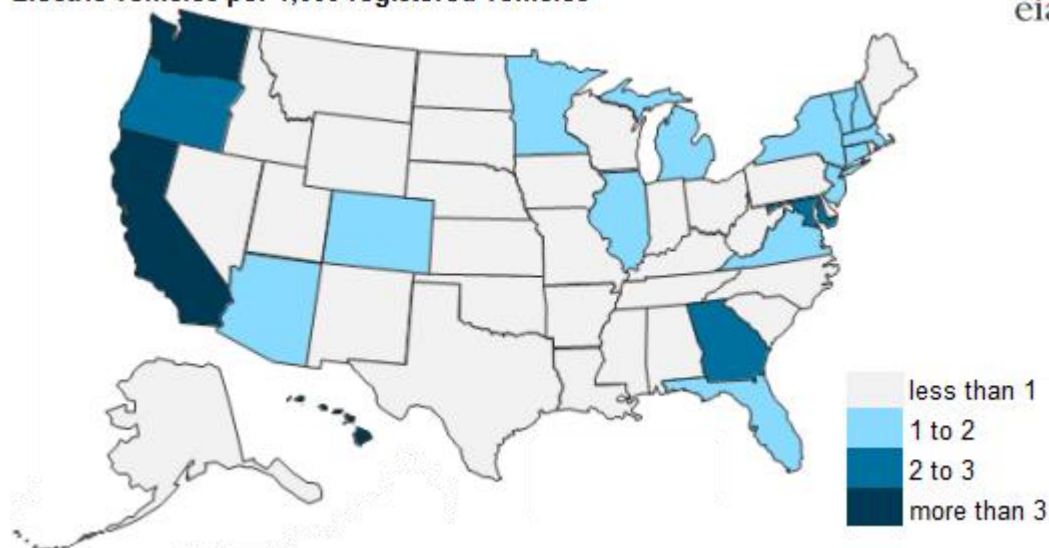 Electric vehicles per 1,000 registered vehicles
eia
less than 1
1 to 2
2 to 3
more than 3